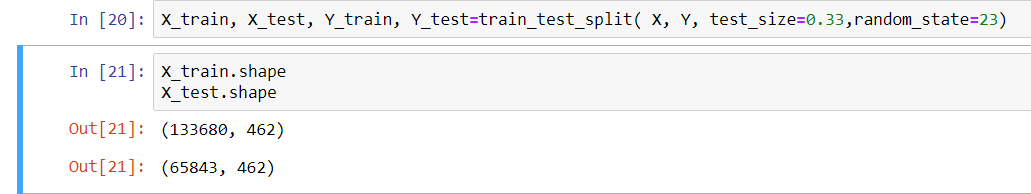 In [20]: X_train, X_test, Y_train, Y_test=train_test_split( X, Y, test_size=0.33,random_state=23)
In [21]: X_train.shape
X_test.shape
Out[21]: (133680, 462)
Out[21]: (65843, 462)